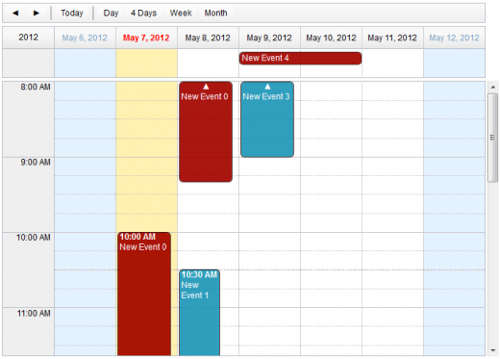 Today Day 4 Days Week Month
2012 May 6, 2012 May 7, 2012 May 8, 2012 May 9, 2012 May 10, 2012 May 11, 2012 May 12, 2012
New Event 4
8:00 AM
New Event 0 New Event 3
9:00 AM
10:00 AM 10:00 AM
New Event 0
10:30 AM
New
Event 1
11:00 AM